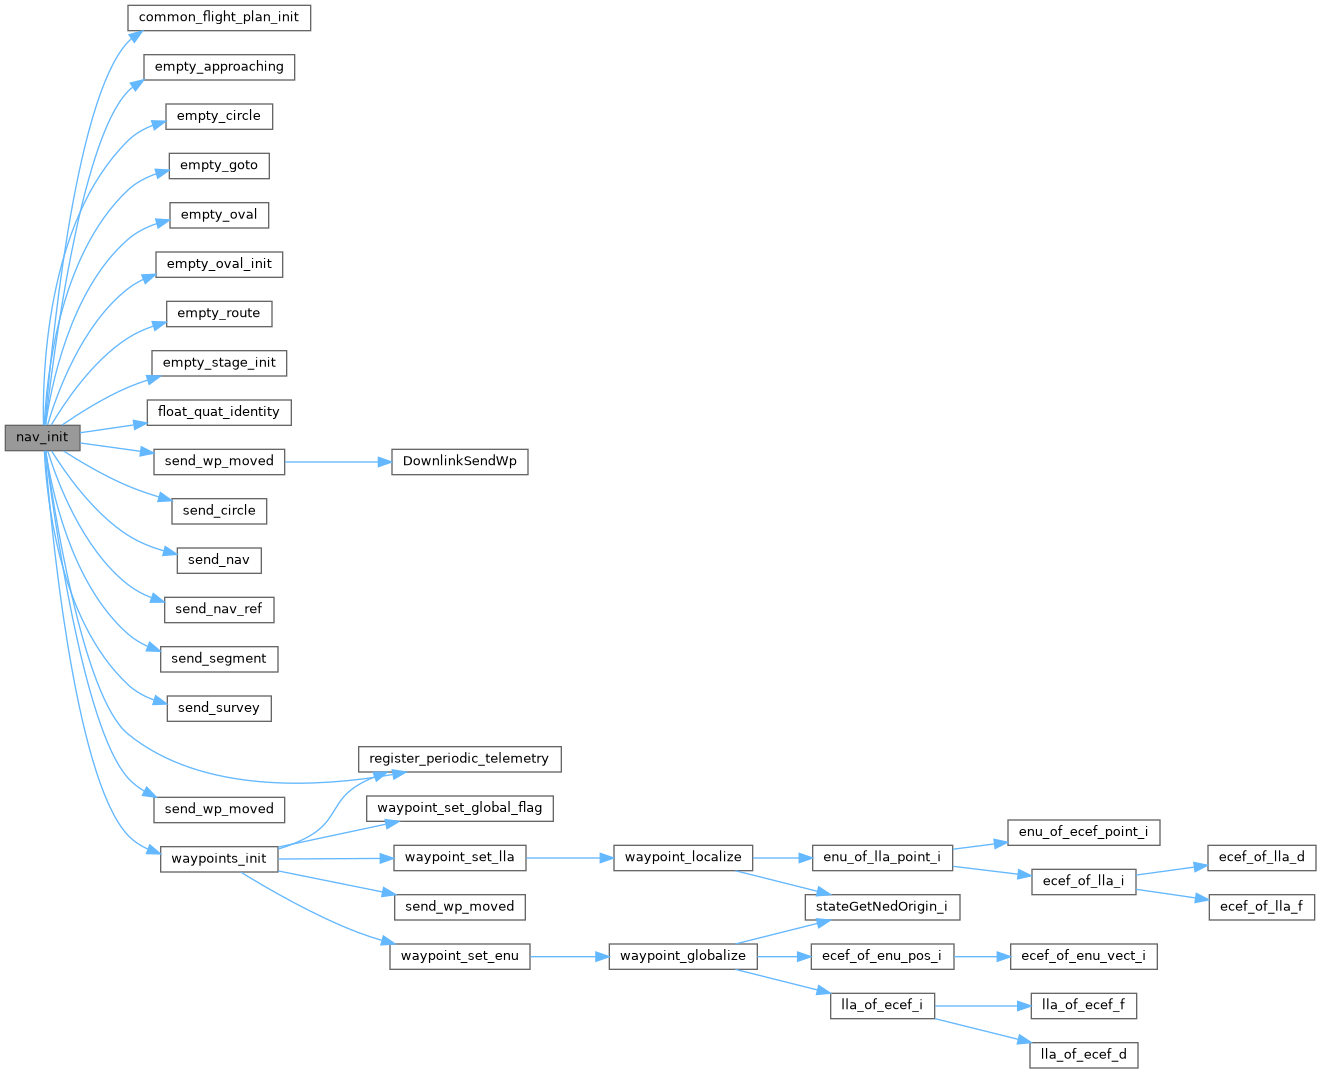 common_flight_plan_init
empty_approaching
empty_circle
empty_goto
empty_oval
empty_oval_init
empty_route
empty_stage_init
float_quat_identity
nav_init
send_wp_moved
DownlinkSendWp
send_circle
send_nav
send_nav_ref
send_segment
send_survey
register_periodic_telemetry
send_wp_moved
waypoint_set_global_flag
waypoints_init
waypoint_set_lla
waypoint_localize
enu_of_lla_point_i
enu_of_ecef_point_i
ecef_of_lla_i
ecef_of_lla_d
ecef_of_lla_f
send_wp_moved
stateGetNedOrigin_i
waypoint_set_enu
waypoint_globalize
ecef_of_enu_pos_i
ecef_of_enu_vect_i
lla_of_ecef_i
lla_of_ecef_f
lla_of_ecef_d